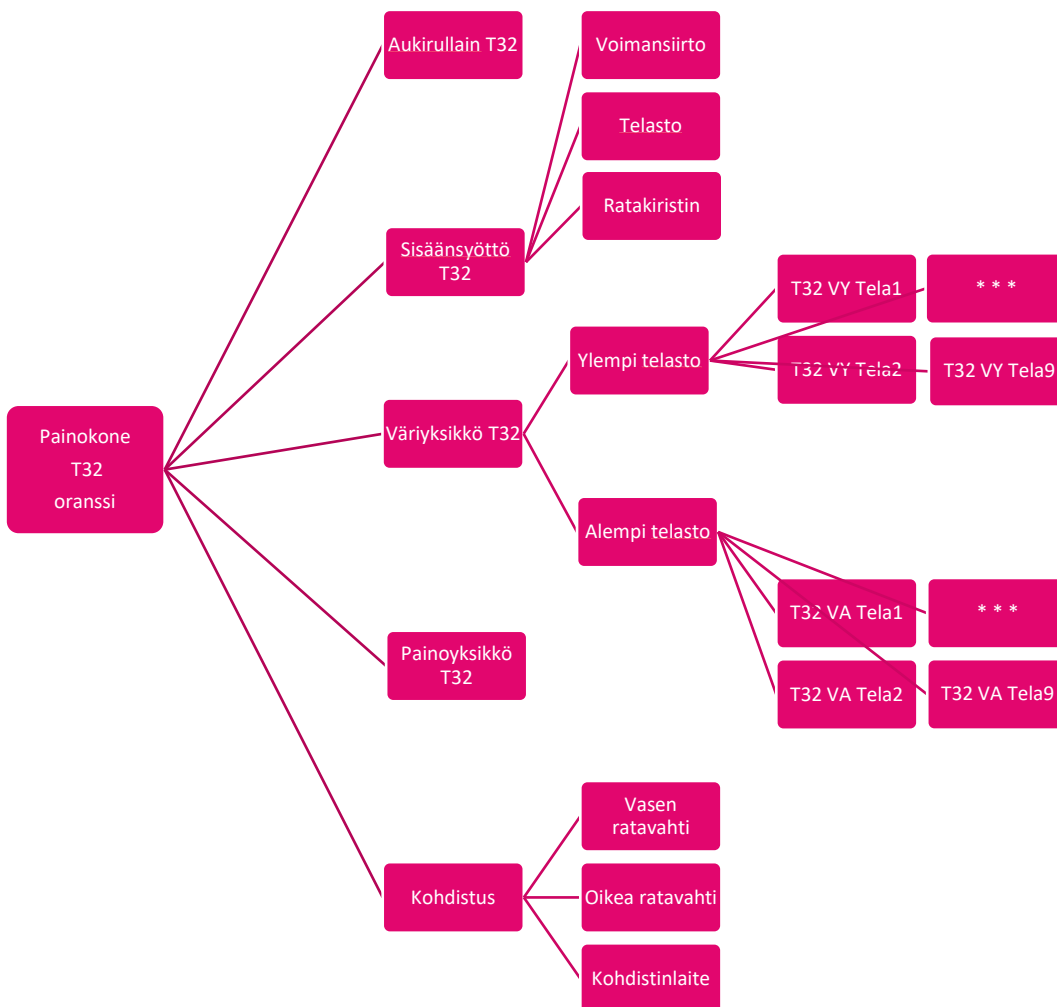 Aukirullain T32
Voimansiirto
Telasto
Ratakiristin
Sisäänsyöttö
T32
T32 VY Tela1
* * *
Ylempi telasto
T32 VY Tela2
T32 VY Tela9
Painokone
T32
oranssi
Väriyksikkö T32
Alempi telasto
T32 VA Tela1
* * *
Painoyksikkö
T32
T32 VA Tela2
T32 VA Tela9
Vasen
ratavahti
Kohdistus
Oikea ratavahti
Kohdistinlaite